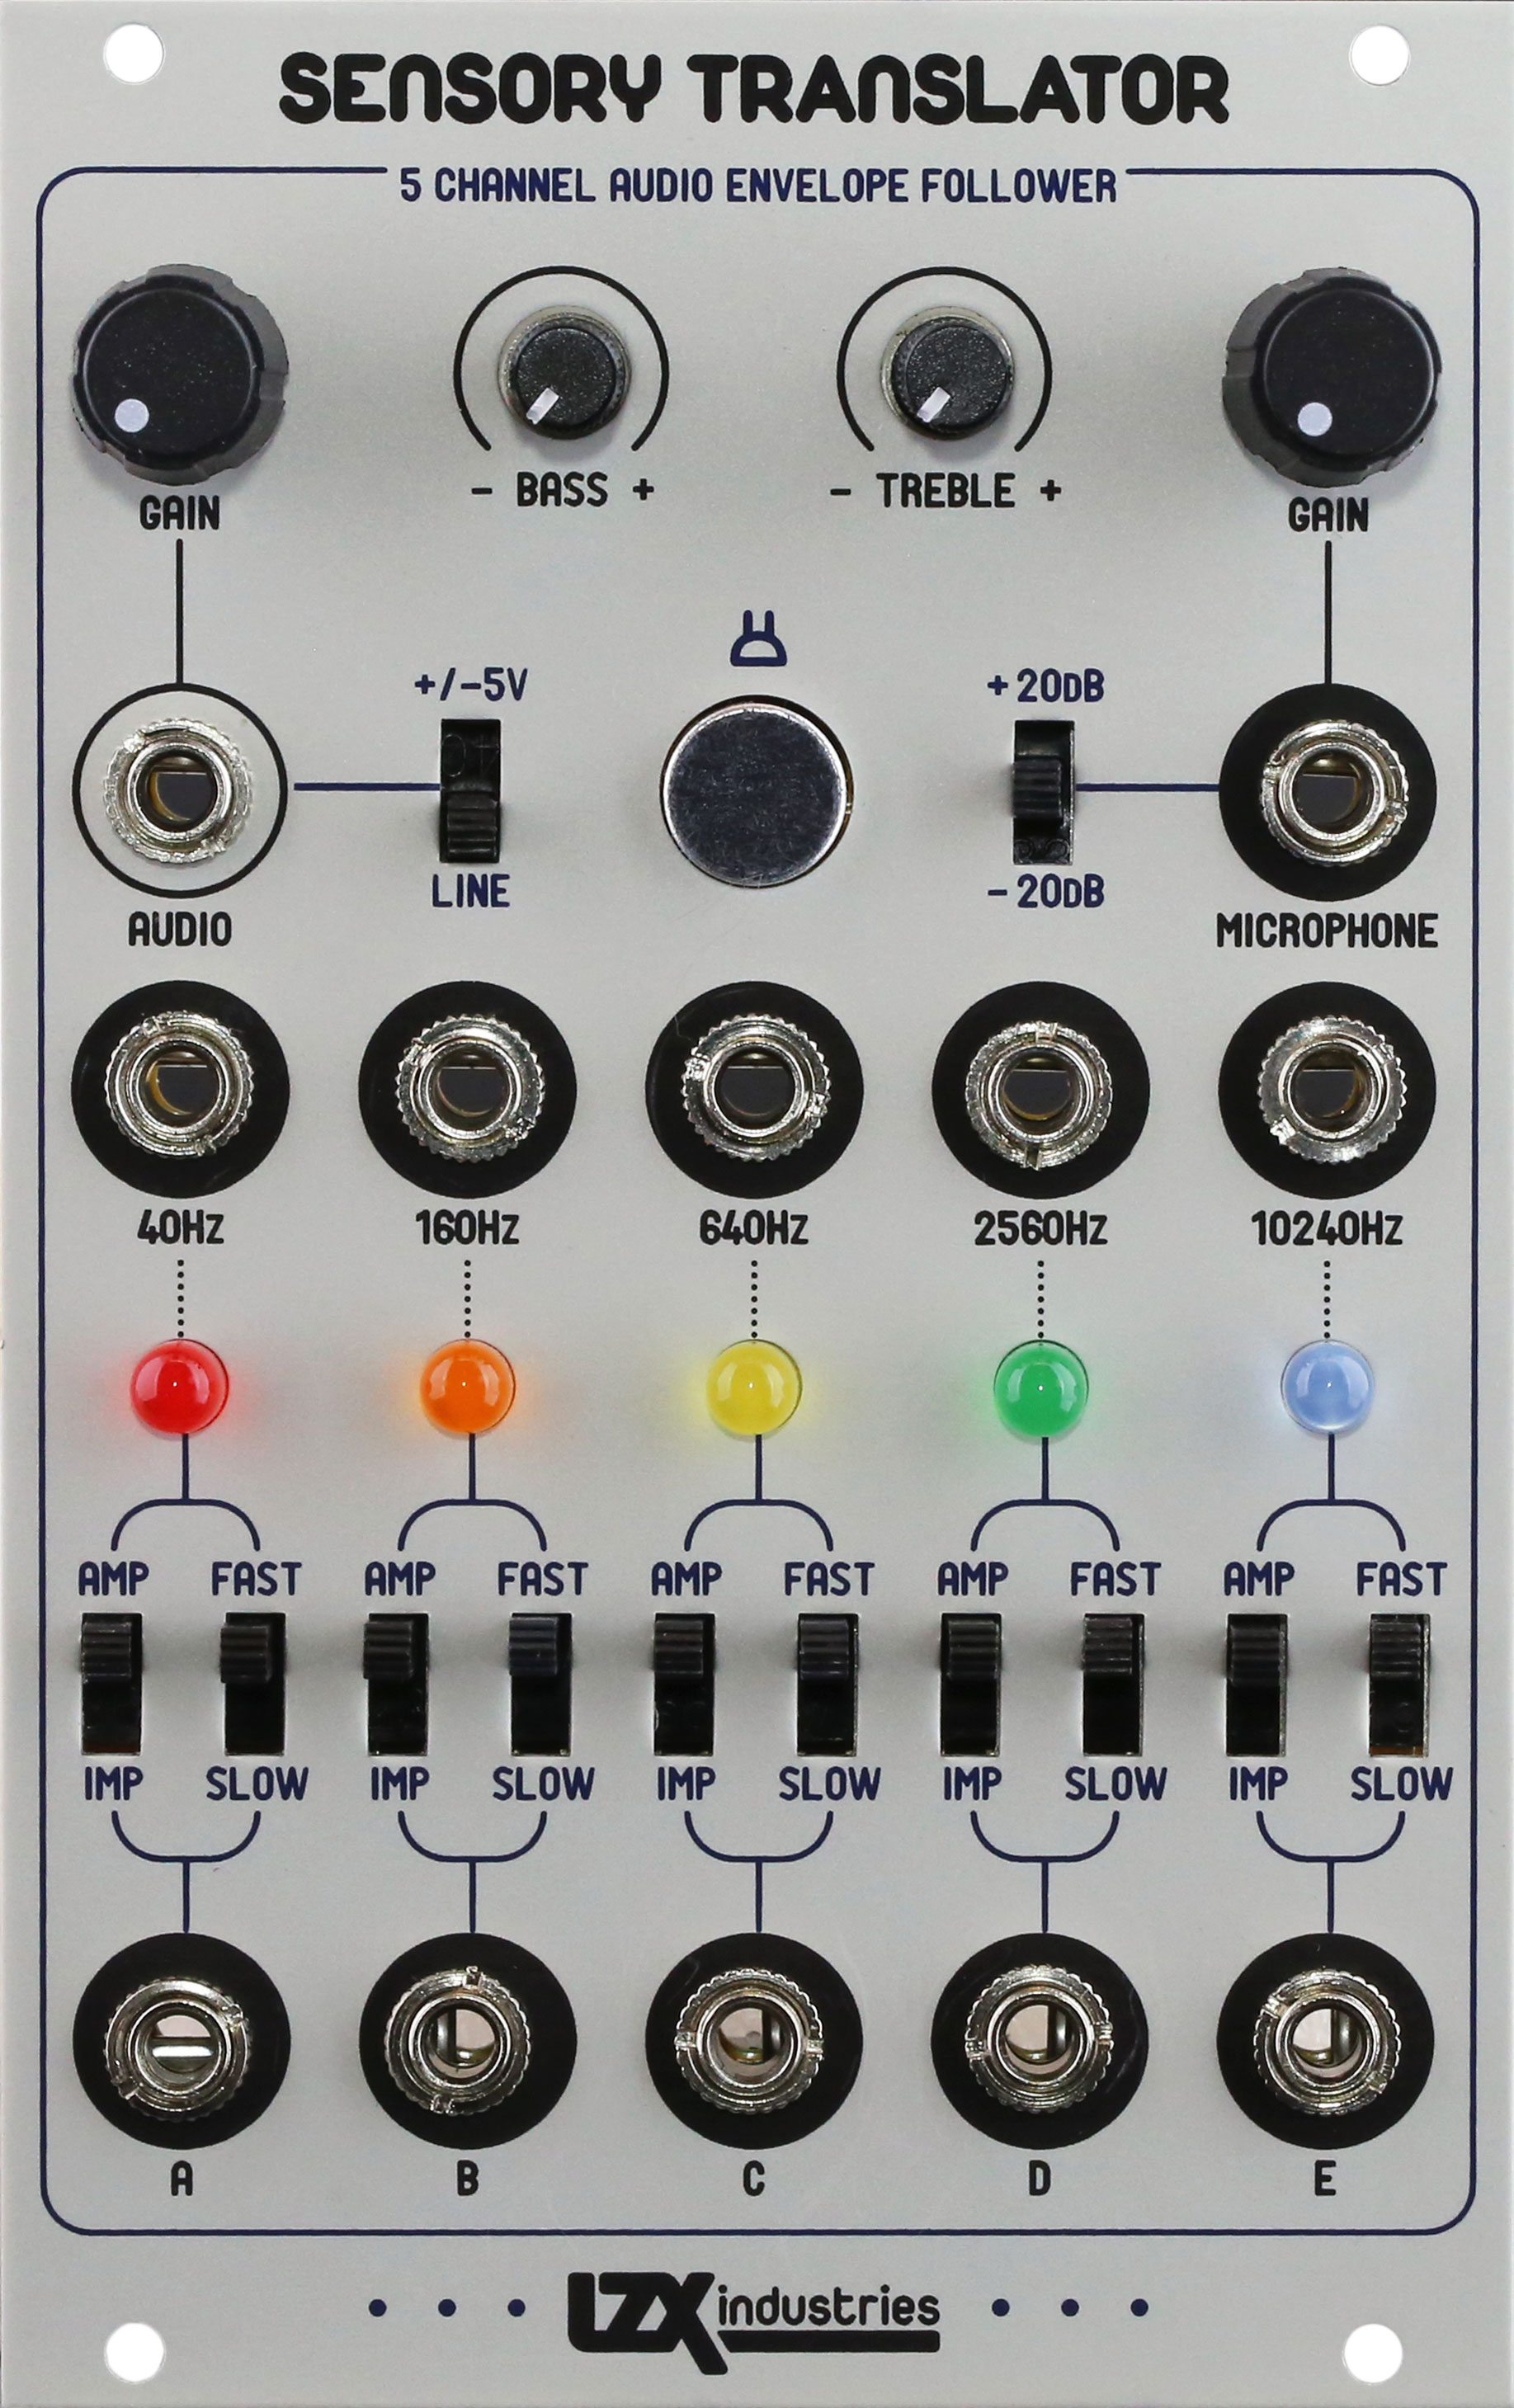 SENSORY TRANSLATOR
5 CHANNEL AUDIO ENVELOPE FOLLOWER
- BASS + - TREBLE +
GAIN GAIN
+/-5V +20DB
LINE -20DB
AUDIO MICROPHONE
40HZ 160HZ 640HZ 2560HZ 10240HZ
AMP FAST AMP FAST AMP FAST AMP FAST AMP FAST
IMP SLOW IMP SLOW IMP SLOW IMP SLOW IMP SLOW
A B C D E
LZX industries